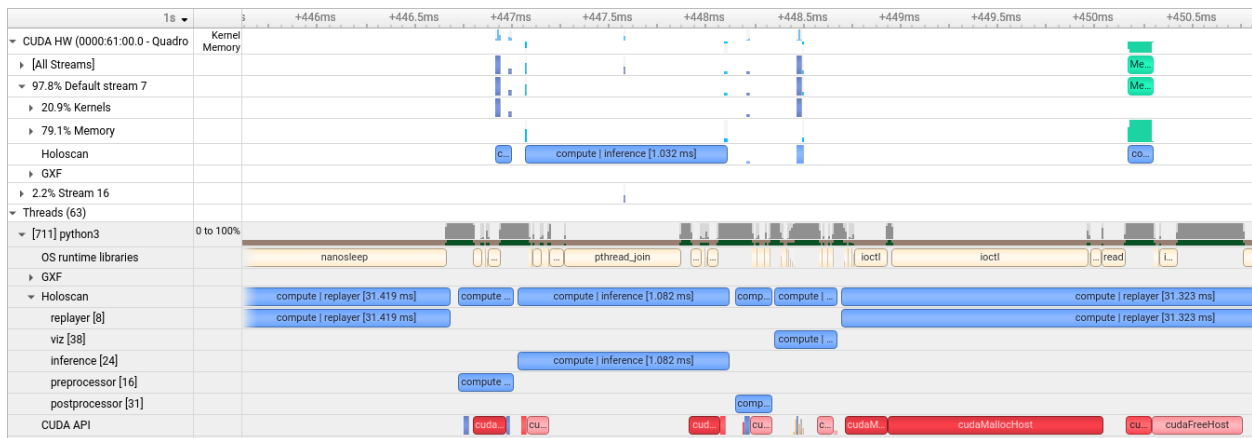 1s s +446ms +446.5ms +447ms +447.5ms +448ms +448.5ms +449ms +449.5ms +450ms +450.5ms
CUDA HW (0000:61:00.0 - Quadro Kernel
Memory
[All Streams] Me...
97.8% Default stream 7 Me...
20.9% Kernels
79.1% Memory
Holoscan c... compute | inference [1.032 ms] co...
GXF
2.2% Stream 16
Threads (63)
[711] python3 0 to 100%
OS runtime libraries nanosleep ... ... pthread_join ... ... ioctl ioctl ... read i...
GXF
Holoscan compute | replayer [31.419 ms] compute ... compute | inference [1.082 ms] comp... compute | ... compute | replayer [31.323 ms]
replayer [8] compute | replayer [31.419 ms] compute | replayer [31.323 ms]
viz [38] compute | ...
inference [24] compute | inference [1.082 ms]
preprocessor [16] compute ...
postprocessor [31] comp...
CUDA API cuda... cu... cud... cu... c... cudaM... cudaMallocHost cu... cudaFreeHost